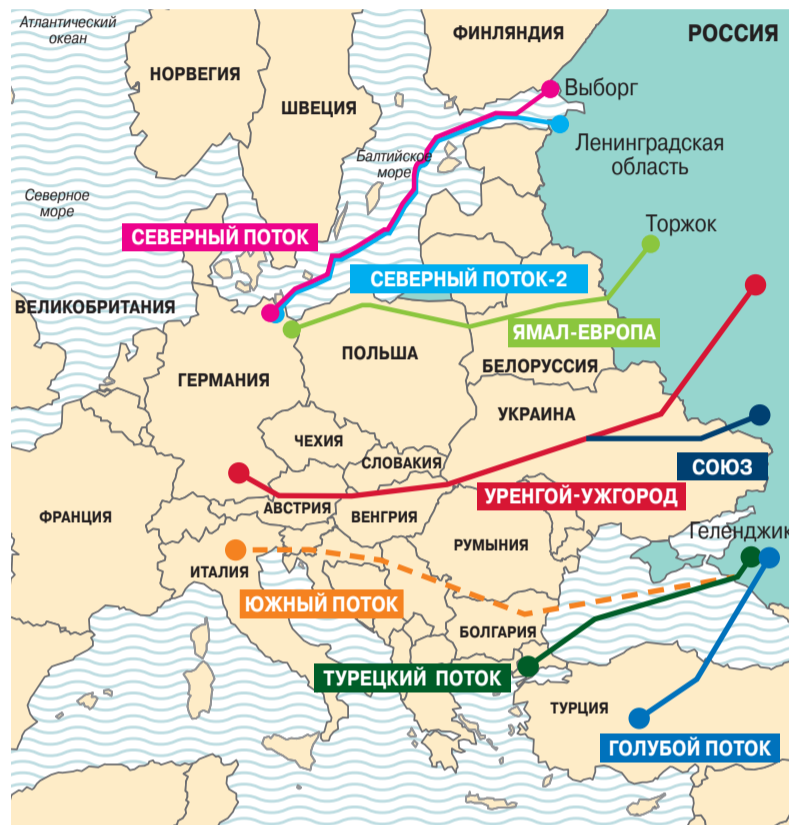 Атлантический
океан
ФИНЛЯНДИЯ
РОССИЯ
НОРВЕГИЯ
Выборг
ШВЕЦИЯ
Ленинградская
область
Балтийское
море
Северное
море
Торжок
СЕВЕРНЫЙ ПОТОК
СЕВЕРНЫЙ ПОТОК-2
ВЕЛИКОБРИТАНИЯ
ЯМАЛ-ЕВРОПА
ПОЛЬША
БЕЛОРУССИЯ
ГЕРМАНИЯ
УКРАИНА
ЧЕХИЯ
СЛОВАКИЯ
СОЮЗ
УРЕНГОЙ-УЖГОРОД
АВСТРИЯ
ВЕНГРИЯ
ФРАНЦИЯ
Геленджик
РУМЫНИЯ
ИТАЛИЯ
ЮЖНЫЙ ПОТОК
БОЛГАРИЯ
ТУРЕЦКИЙ ПОТОК
ТУРЦИЯ
ГОЛУБОЙ ПОТОК